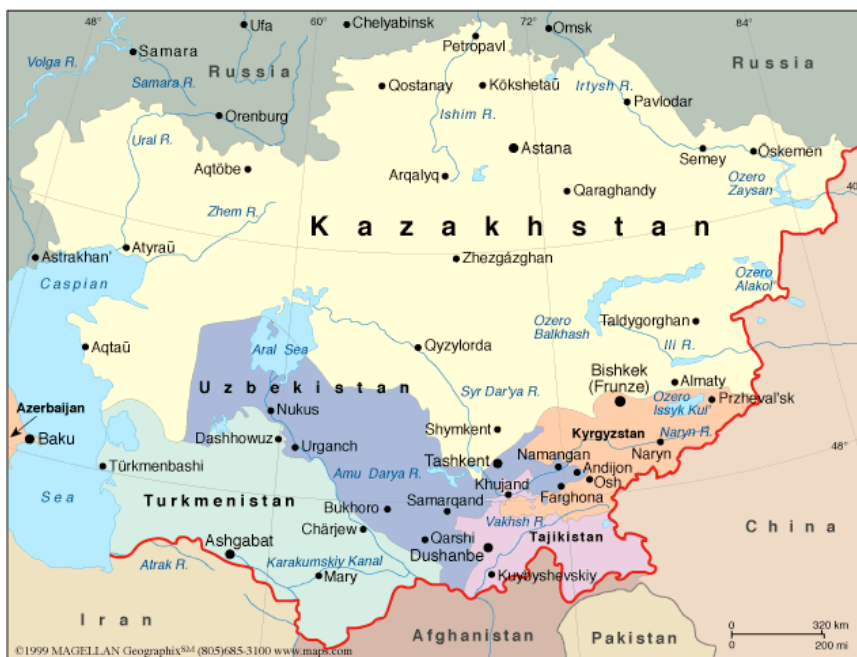 48°
60°
72°
84°
Ufa
Chelyabinsk
Omsk
Samara
Petropavl
Volga R.
Samara R.
Russia
Russia
Qostanay
Kökshetaū
Irtysh R.
Pavlodar
Orenburg
Ishim R.
Ural R.
Astana
Semey
Öskemen
Aqtöbe
Arqalyq
Ozero
Zaysan
Qaraghandy
40
Zhem R.
Kazakhstan
Atyraū
Astrakhan'
Zhezgázghan
Caspian
Ozero
Alakol'
Aral Sea
Ozero
Balkhash
Taldygorghan
Aqtaū
Qyzylorda
Ili R.
Bishkek
(Frunze)
Almaty
Uzbekistan
Syr Dar'ya R.
Ozero
Issyk Kul'
Przheval'sk
Azerbaijan
Nukus
Shymkent
Kyrgyzstan
Naryn R.
Baku
Dashhowuz
Urganch
Naryn
48°
Türkmenbashi
Tashkent
Namangan
Andijon
Amu Darya R.
Khujand
Osh
Sea
Turkmenistan
Bukhoro
Samarqand
Farghona
Chärjew
Vakhsh R.
China
Ashgabat
Qarshi
Tajikistan
Dushanbe
Atrak R.
Karakumskiy Kanal
Mary
Kuybyshevskiy
Iran
Afghanistan
Pakistan
0
320 km
0
200 mi
©1999 MAGELLAN Geographix℠ (805)685-3100 www.maps.com